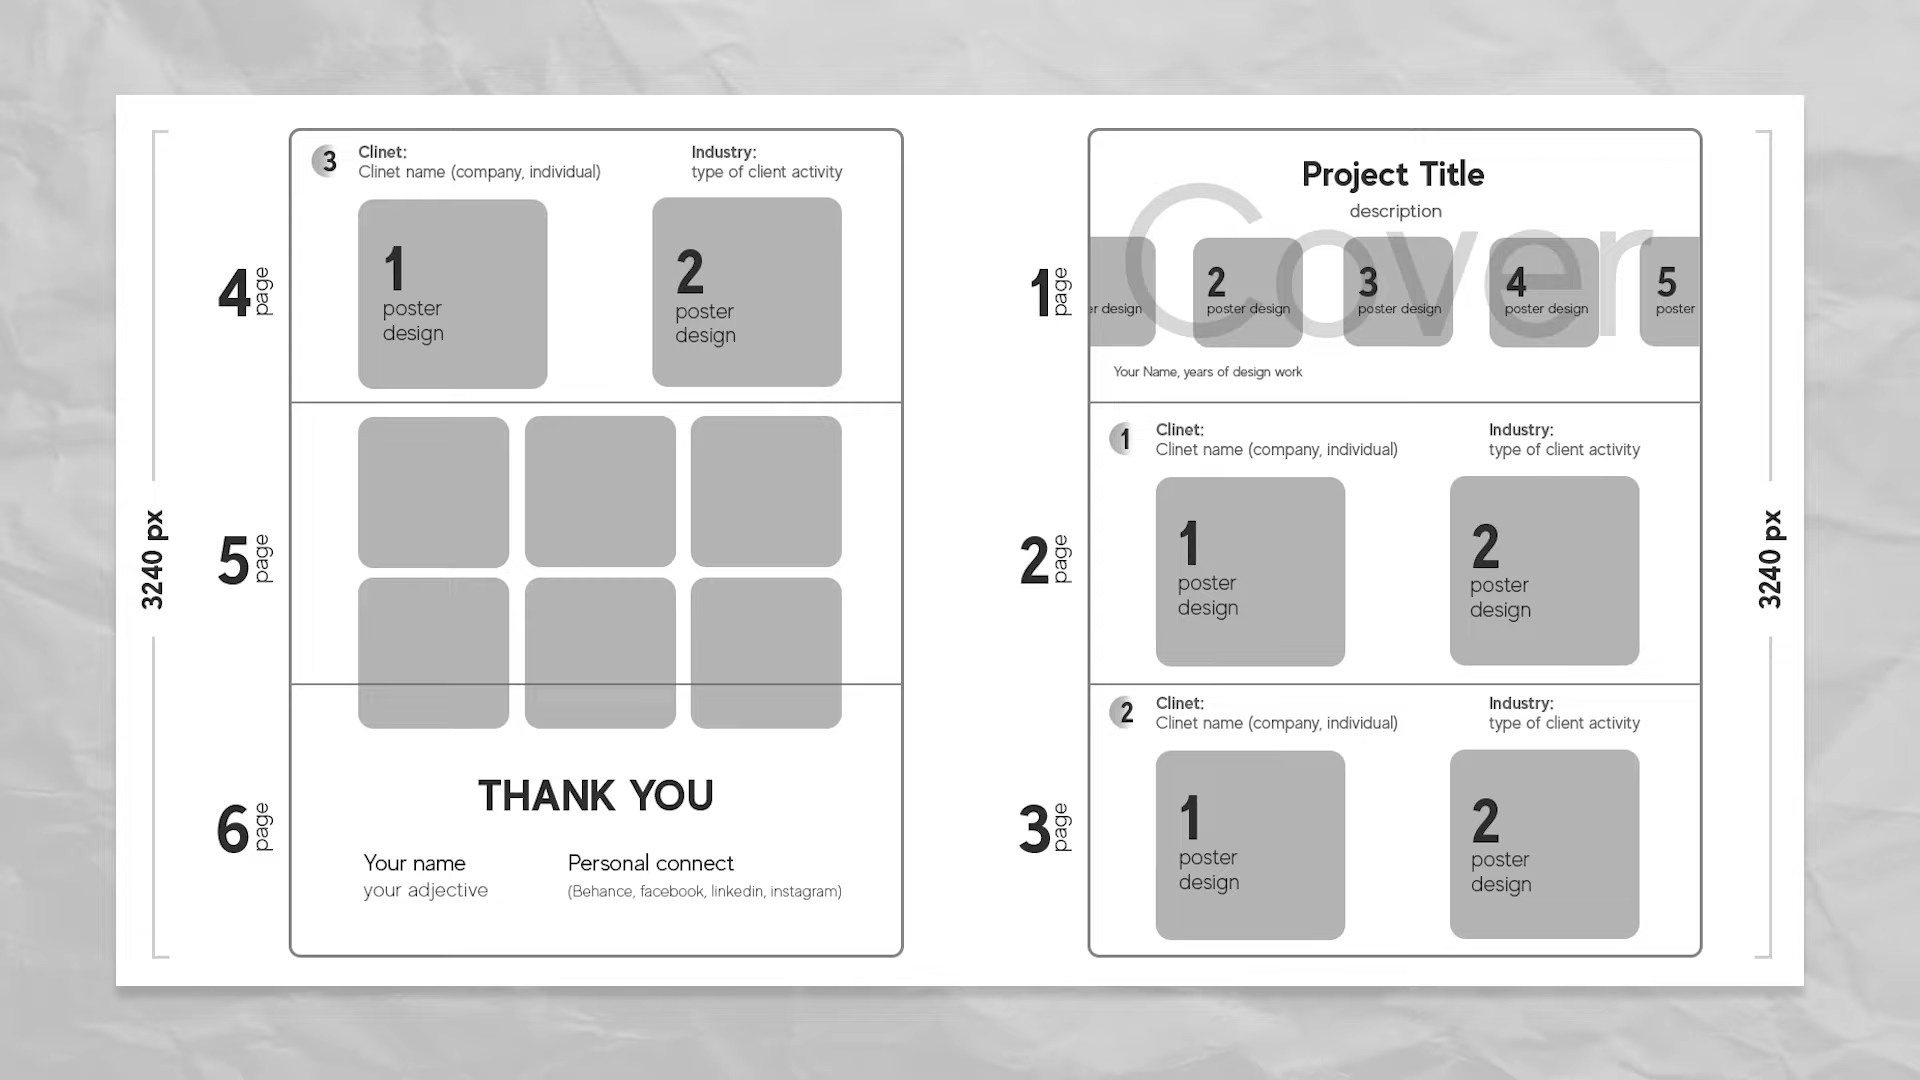 3
Clinet:
Clinet name (company, individual)
Industry:
type of client activity
1
poster
design
2
poster
design
4
page
5
page
3240 px
THANK YOU
6
page
Your name
your adjective
Personal connect
(Behance, facebook, linkedin, instagram)
Project Title
description
Cover
er design
2
poster design
3
poster design
4
poster design
5
poster
1
page
Your Name, years of design work
1
Clinet:
Clinet name (company, individual)
Industry:
type of client activity
1
poster
design
2
poster
design
2
page
3240 px
2
Clinet:
Clinet name (company, individual)
Industry:
type of client activity
1
poster
design
2
poster
design
3
page